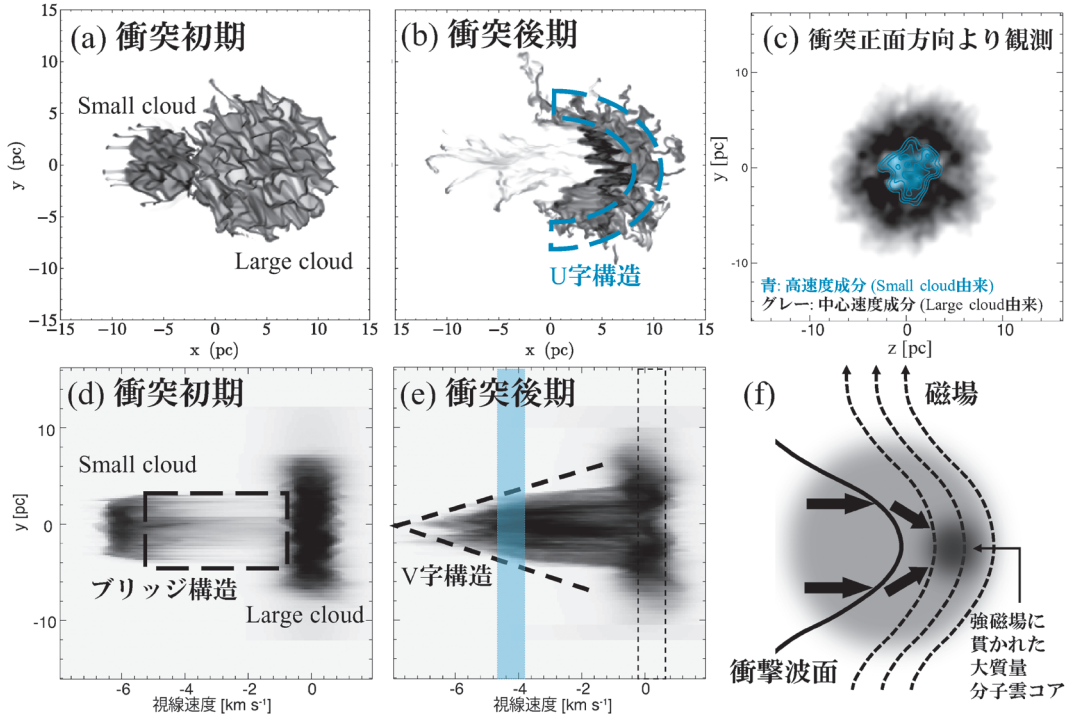 (a) 衝突初期
Small cloud
Large cloud
15
10
5
0
−5
−10
−15
y (pc)
−15 −10 −5 0 5 10 15
x (pc)
(b) 衝突後期
U字構造
−15 −10 −5 0 5 10 15
x (pc)
(c) 衝突正面方向より観測
10
0
-10
y [pc]
青: 高速度成分 (Small cloud由来)
グレー: 中心速度成分 (Large cloud由来)
−10 0 10
z [pc]
(d) 衝突初期
Small cloud
ブリッジ構造
Large cloud
10
0
-10
y [pc]
-6 -4 -2 0
視線速度 [km s-1]
(e) 衝突後期
V字構造
-6 -4 -2 0
視線速度 [km s-1]
(f)
磁場
衝撃波面
強磁場に
貫かれた
大質量
分子雲コア